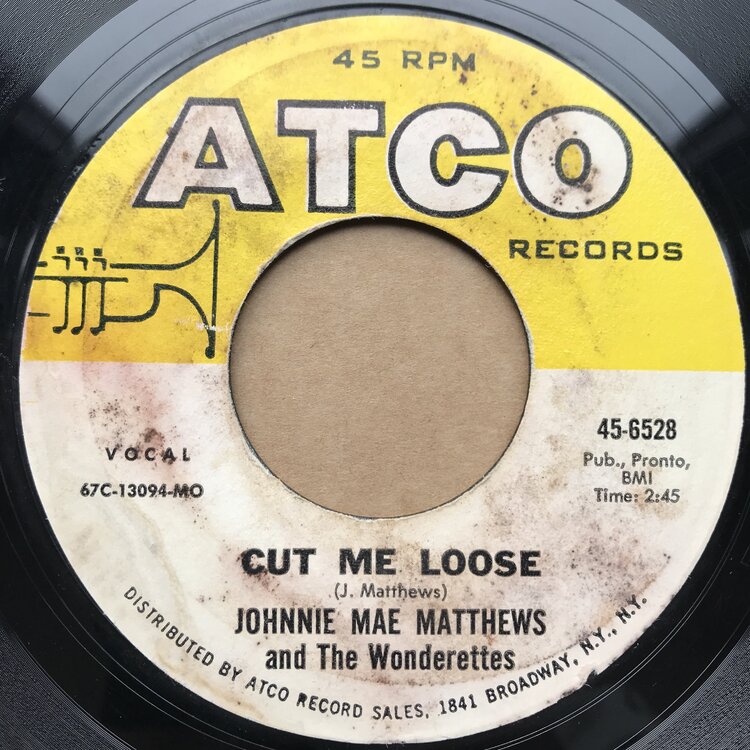 45 RPM
ATCO
RECORDS
VOCAL
67C-13094-MO
45-6528
Pub., Pronto,
BMI
Time: 2:45
CUT ME LOOSE
(J. Matthews)
JOHNNIE MAE MATTHEWS
and The Wonderettes
DISTRIBUTED BY ATCO RECORD SALES, 1841 BROADWAY, N.Y., N.Y.